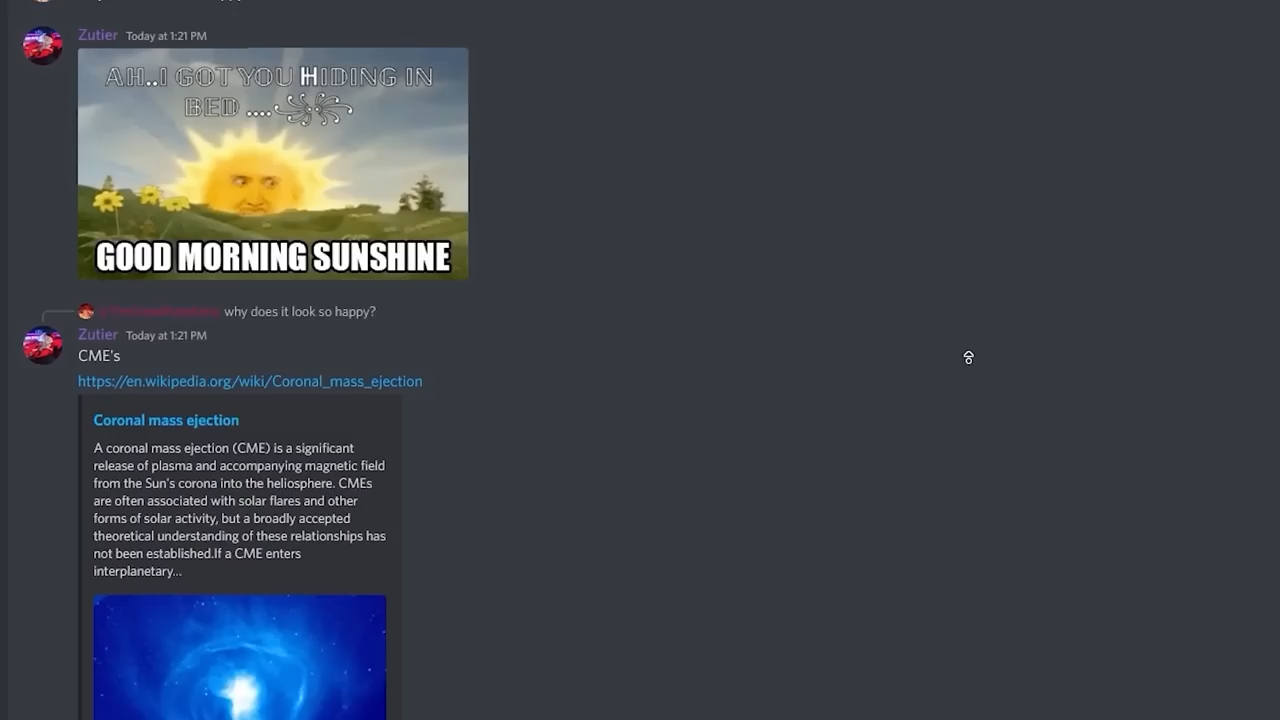 Zutier Today at 1:21 PM
AH..I GOT YOU HIDING IN
BED ....
GOOD MORNING SUNSHINE
why does it look so happy?
Zutier Today at 1:21 PM
CME's
https://en.wikipedia.org/wiki/Coronal_mass_ejection
Coronal mass ejection
A coronal mass ejection (CME) is a significant
release of plasma and accompanying magnetic field
from the Sun's corona into the heliosphere. CMEs
are often associated with solar flares and other
forms of solar activity, but a broadly accepted
theoretical understanding of these relationships has
not been established.If a CME enters
interplanetary...